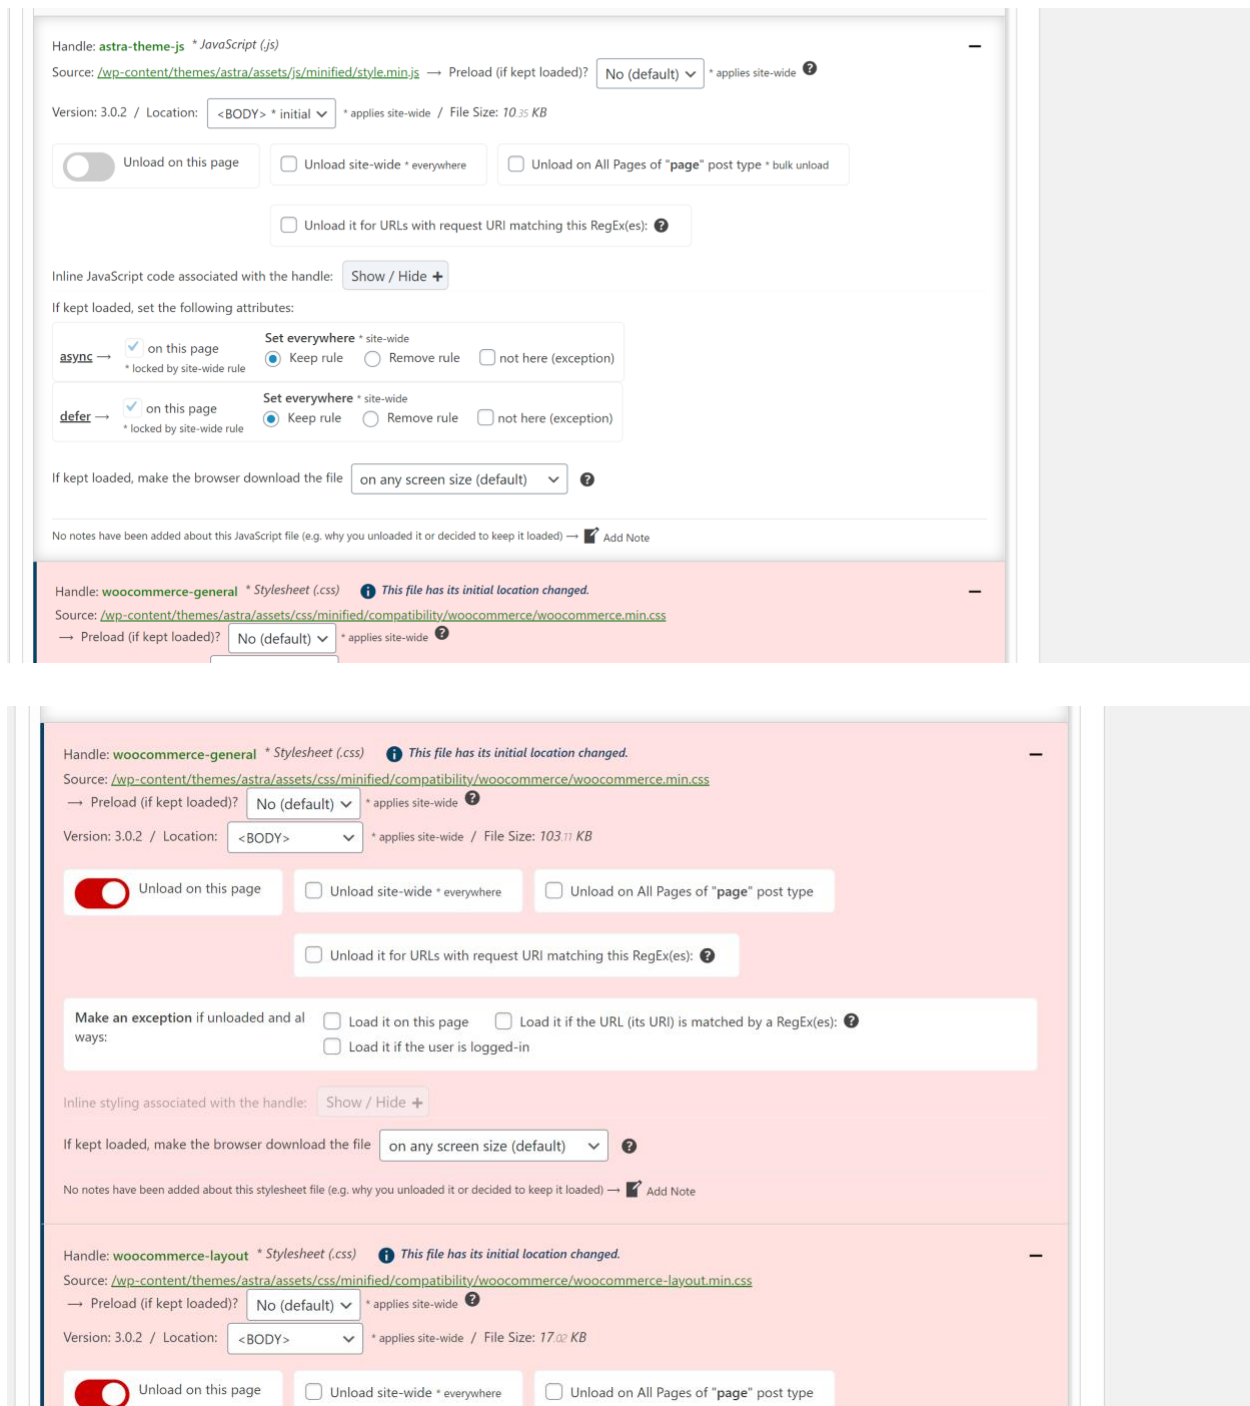 Handle: astra-theme-js * JavaScript (.js)
Source: /wp-content/themes/astra/assets/js/minified/style.min.js → Preload (if kept loaded)? No (default) * applies site-wide ?
Version: 3.0.2 / Location: <BODY> * initial * applies site-wide / File Size: 10.35 KB
Unload on this page Unload site-wide * everywhere Unload on All Pages of "page" post type * bulk unload
Unload it for URLs with request URI matching this RegEx(es): ?
Inline JavaScript code associated with the handle: Show / Hide +
If kept loaded, set the following attributes:
async → on this page Set everywhere * site-wide
* locked by site-wide rule Keep rule Remove rule not here (exception)
defer → on this page Set everywhere * site-wide
* locked by site-wide rule Keep rule Remove rule not here (exception)
If kept loaded, make the browser download the file on any screen size (default) ?
No notes have been added about this JavaScript file (e.g. why you unloaded it or decided to keep it loaded) → Add Note
Handle: woocommerce-general * Stylesheet (.css) i This file has its initial location changed.
Source: /wp-content/themes/astra/assets/css/minified/compatibility/woocommerce/woocommerce.min.css
→ Preload (if kept loaded)? No (default) * applies site-wide ?
Handle: woocommerce-general * Stylesheet (.css) i This file has its initial location changed.
Source: /wp-content/themes/astra/assets/css/minified/compatibility/woocommerce/woocommerce.min.css
→ Preload (if kept loaded)? No (default) * applies site-wide ?
Version: 3.0.2 / Location: <BODY> * applies site-wide / File Size: 103.11 KB
Unload on this page Unload site-wide * everywhere Unload on All Pages of "page" post type
Unload it for URLs with request URI matching this RegEx(es): ?
Make an exception if unloaded and al
ways: Load it on this page Load it if the URL (its URI) is matched by a RegEx(es): ?
Load it if the user is logged-in
Inline styling associated with the handle: Show / Hide +
If kept loaded, make the browser download the file on any screen size (default) ?
No notes have been added about this stylesheet file (e.g. why you unloaded it or decided to keep it loaded) → Add Note
Handle: woocommerce-layout * Stylesheet (.css) i This file has its initial location changed.
Source: /wp-content/themes/astra/assets/css/minified/compatibility/woocommerce/woocommerce-layout.min.css
→ Preload (if kept loaded)? No (default) * applies site-wide ?
Version: 3.0.2 / Location: <BODY> * applies site-wide / File Size: 17.02 KB
Unload on this page Unload site-wide * everywhere Unload on All Pages of "page" post type